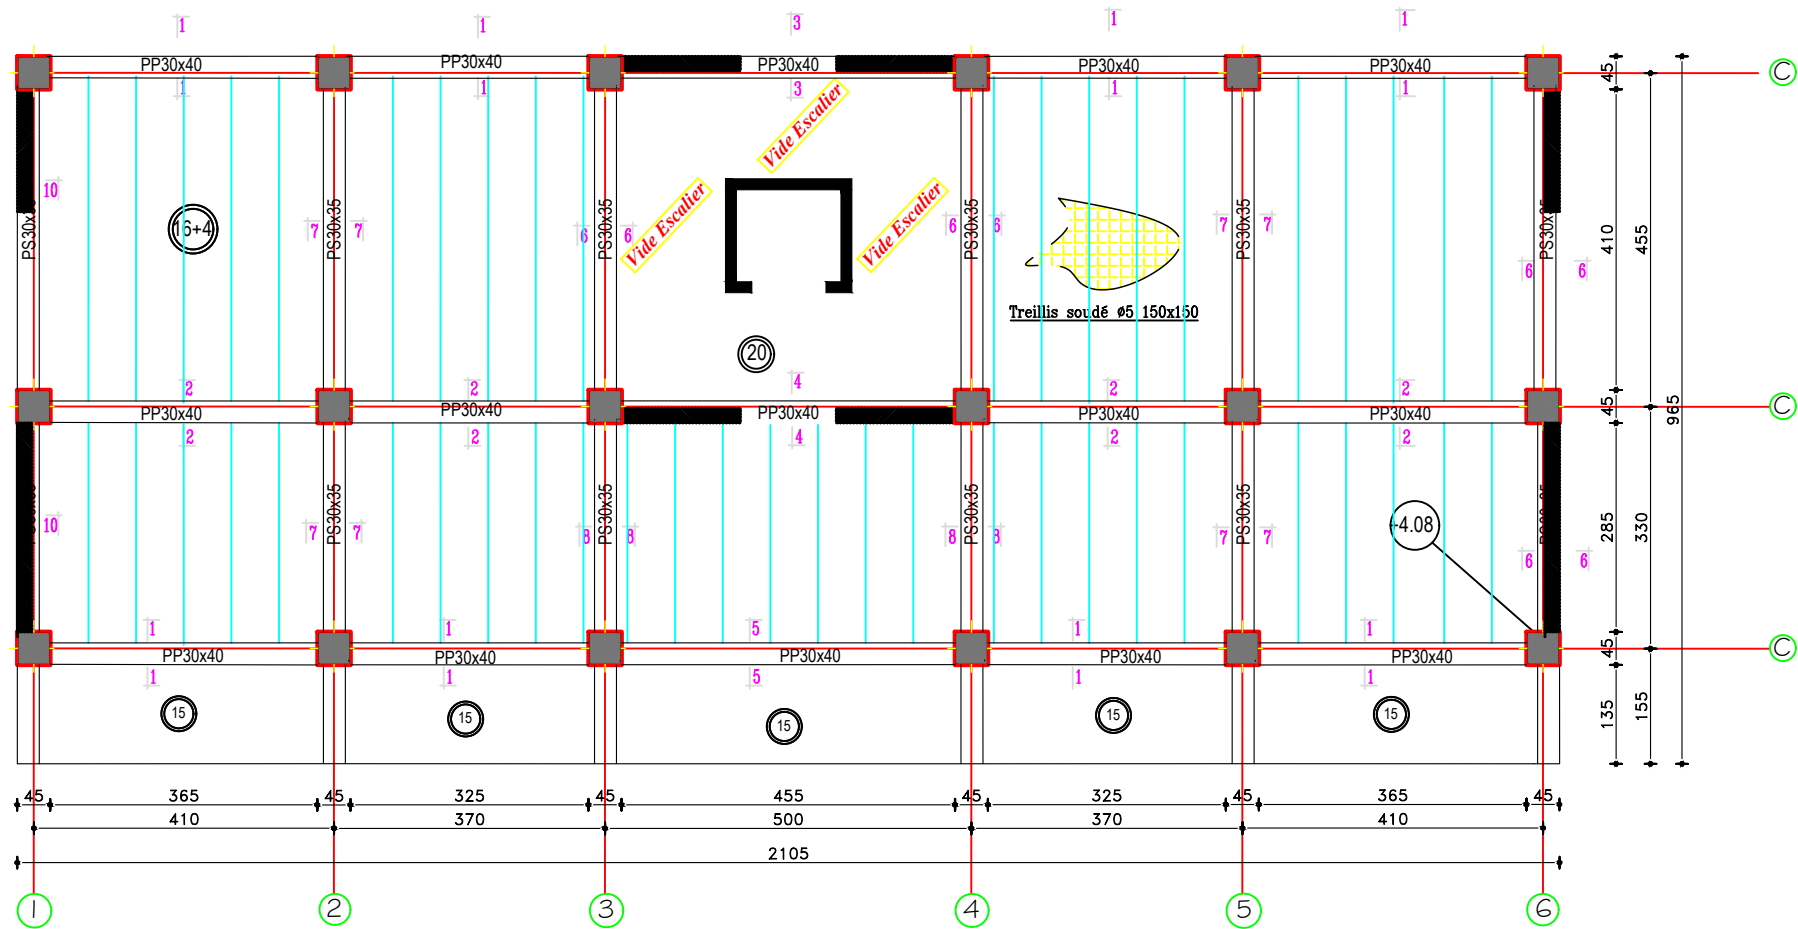 1 1 3 1 1
PP30x40 PP30x40 PP30x40 PP30x40 PP30x40
C
45
1 1 3 1 1
Vide Escalier
Vide Escalier
Vide Escalier
10
16+4
PS30x35
7 7
PS30x35
6 6
PS30x35
6 6
PS30x35
7 7
PS30x35
6 6
410
455
Treillis soudé ø5 150x150
20
2 2 4 2 2
PP30x40 PP30x40 PP30x40 PP30x40 PP30x40
C
45
965
2 2 4 2 2
10
7 7
PS30x35
8 8
PS30x35
8 8
PS30x35
7 7
PS30x35
+4.08
6 6
285
330
1 1 5 1 1
PP30x40 PP30x40 PP30x40 PP30x40 PP30x40
C
45
1 1 5 1 1
15 15 15 15 15
135
155
45 365 45 325 45 455 45 325 45 365 45
410 370 500 370 410
2105
1 2 3 4 5 6